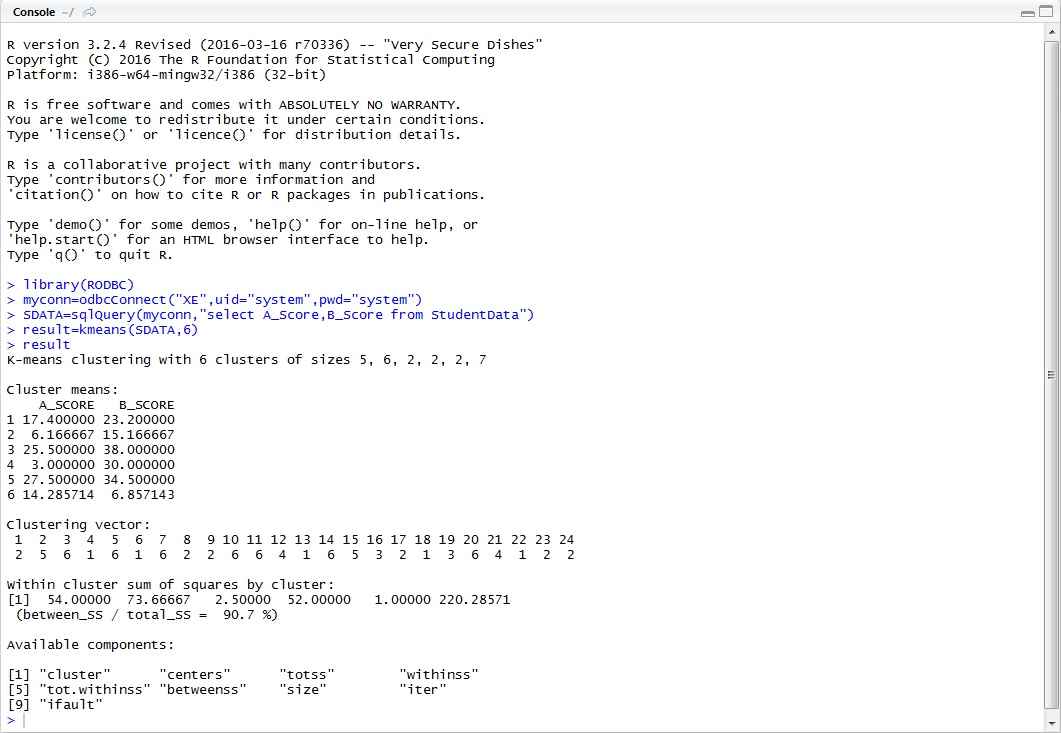 Console ~/
R version 3.2.4 Revised (2016-03-16 r70336) -- "Very Secure Dishes"
Copyright (C) 2016 The R Foundation for Statistical Computing
Platform: i386-w64-mingw32/i386 (32-bit)
R is free software and comes with ABSOLUTELY NO WARRANTY.
You are welcome to redistribute it under certain conditions.
Type 'license()' or 'licence()' for distribution details.
R is a collaborative project with many contributors.
Type 'contributors()' for more information and
'citation()' on how to cite R or R packages in publications.
Type 'demo()' for some demos, 'help()' for on-line help, or
'help.start()' for an HTML browser interface to help.
Type 'q()' to quit R.
> library(RODBC)
> myconn=odbcConnect("XE",uid="system",pwd="system")
> SDATA=sqlQuery(myconn,"select A_Score,B_Score from StudentData")
> result=kmeans(SDATA,6)
> result
K-means clustering with 6 clusters of sizes 5, 6, 2, 2, 2, 7
Cluster means:
    A_SCORE   B_SCORE
1 17.400000 23.200000
2  6.166667 15.166667
3 25.500000 38.000000
4  3.000000 30.000000
5 27.500000 34.500000
6 14.285714  6.857143
Clustering vector:
 1  2  3  4  5  6  7  8  9 10 11 12 13 14 15 16 17 18 19 20 21 22 23 24
 2  5  6  1  6  1  6  2  2  6  6  4  1  6  5  3  2  1  3  6  4  1  2  2
Within cluster sum of squares by cluster:
[1]  54.00000  73.66667   2.50000  52.00000   1.00000 220.28571
 (between_SS / total_SS =  90.7 %)
Available components:
[1] "cluster"      "centers"      "totss"        "withinss"
[5] "tot.withinss" "betweenss"    "size"         "iter"
[9] "ifault"
>